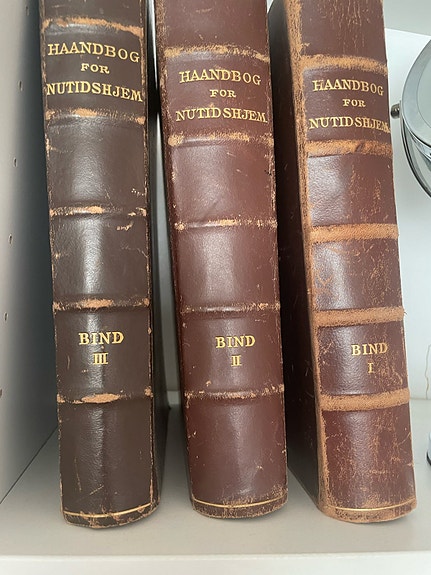 HAANDBOG
FOR
NUTIDSHJEM
BIND
III
HAANDBOG
FOR
NUTIDSHJEM
BIND
II
HAANDBOG
FOR
NUTIDSHJEM
BIND
I